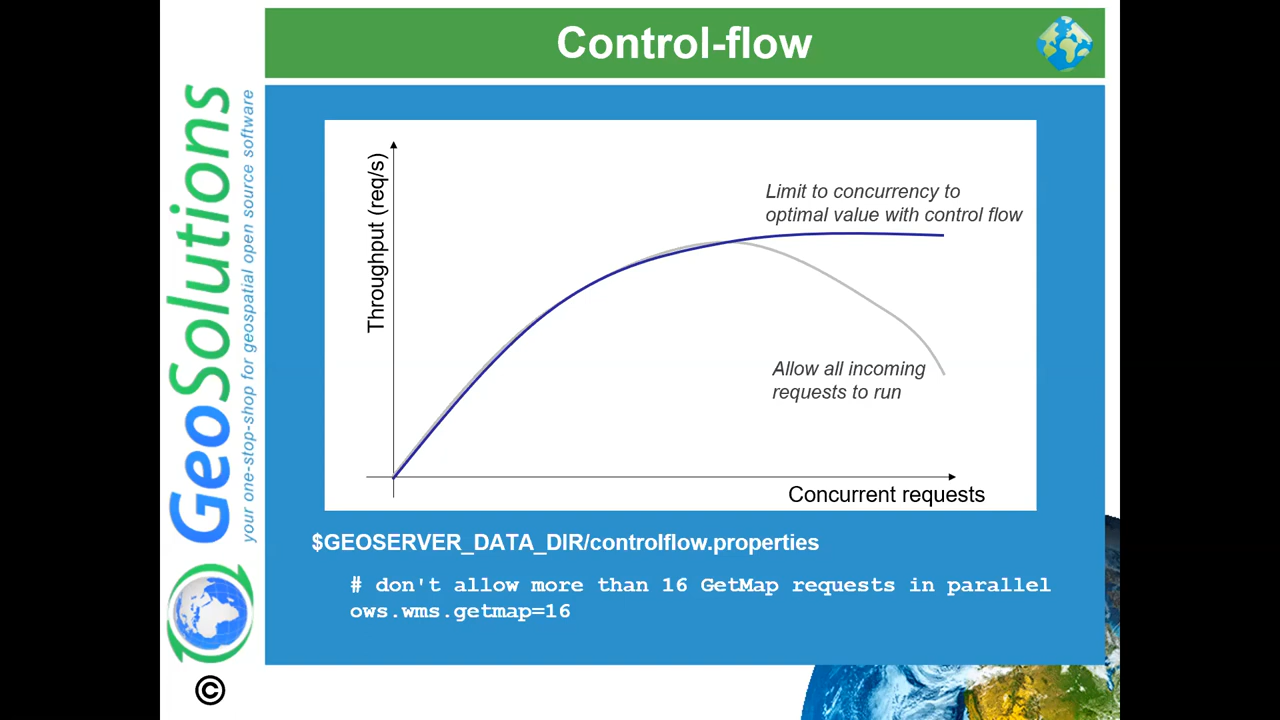 Control-flow
GeoSolutions
your one-stop-shop for geospatial open source software
©
Throughput (req/s)
Limit to concurrency to
optimal value with control flow
Allow all incoming
requests to run
Concurrent requests
$GEOSERVER_DATA_DIR/controlflow.properties
# don't allow more than 16 GetMap requests in parallel
ows.wms.getmap=16